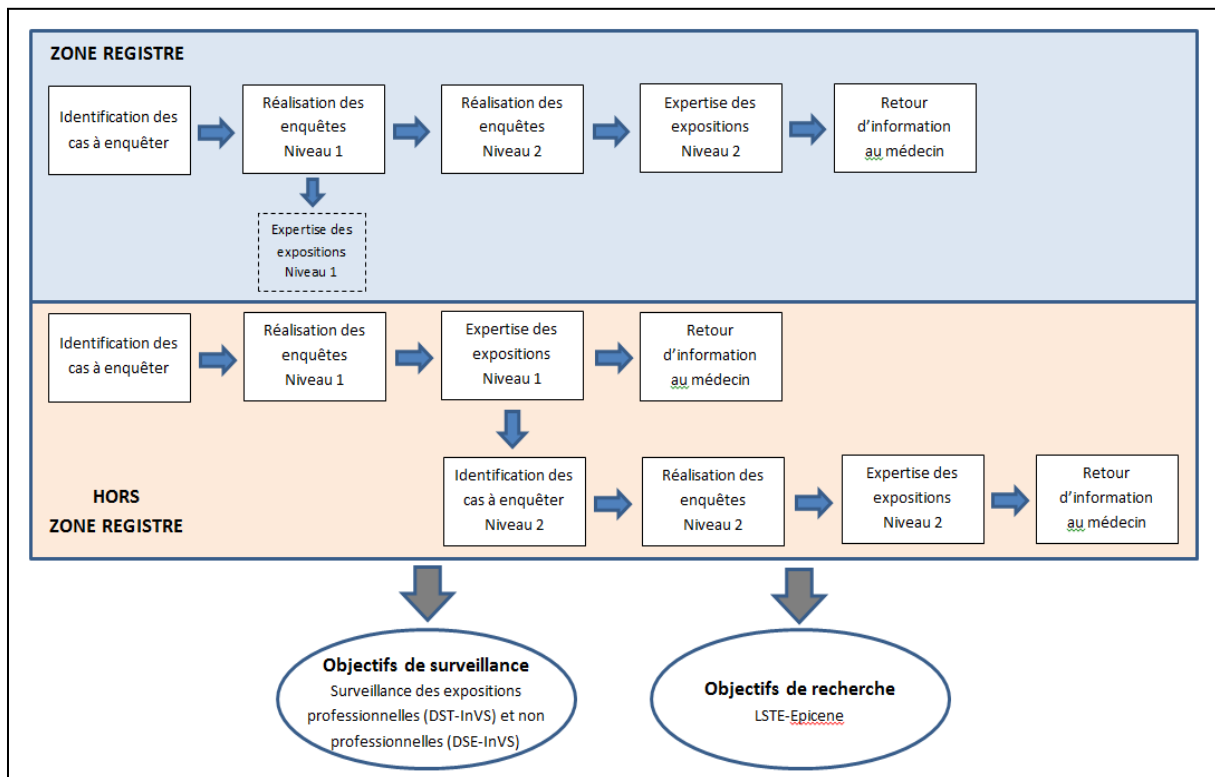 ZONE REGISTRE
Identification des
cas à enquêter
Réalisation des
enquêtes
Niveau 1
Réalisation des
enquêtes
Niveau 2
Expertise des
expositions
Niveau 2
Retour
d’information
au médecin
Expertise des
expositions
Niveau 1
Identification des
cas à enquêter
Réalisation des
enquêtes
Niveau 1
Expertise des
expositions
Niveau 1
Retour
d’information
au médecin
HORS
ZONE REGISTRE
Identification des
cas à enquêter
Niveau 2
Réalisation des
enquêtes
Niveau 2
Expertise des
expositions
Niveau 2
Retour
d’information
au médecin
Objectifs de surveillance
Surveillance des expositions
professionnelles (DST-InVS) et non
professionnelles (DSE-InVS)
Objectifs de recherche
LSTE-Epicene